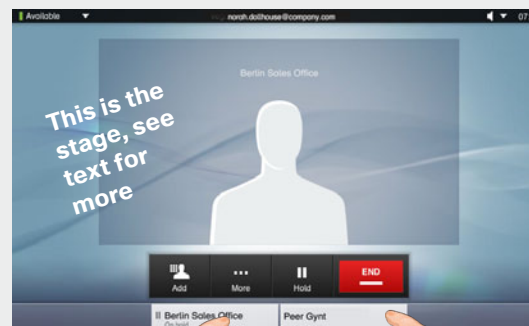 Available
norah.dollhouse@company.com
07
Berlin Sales Office
This is the
stage, see
text for
more
Add
More
Hold
END
Berlin Sales Office
On hold
Peer Gynt